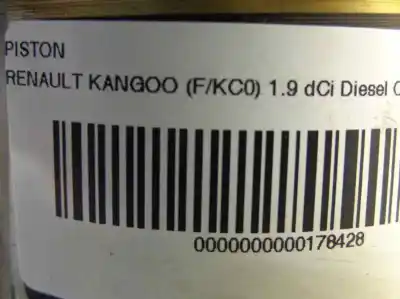 PISTON
RENAULT KANGOO (F/KC0) 1.9 dCi Diesel
0000000000178428